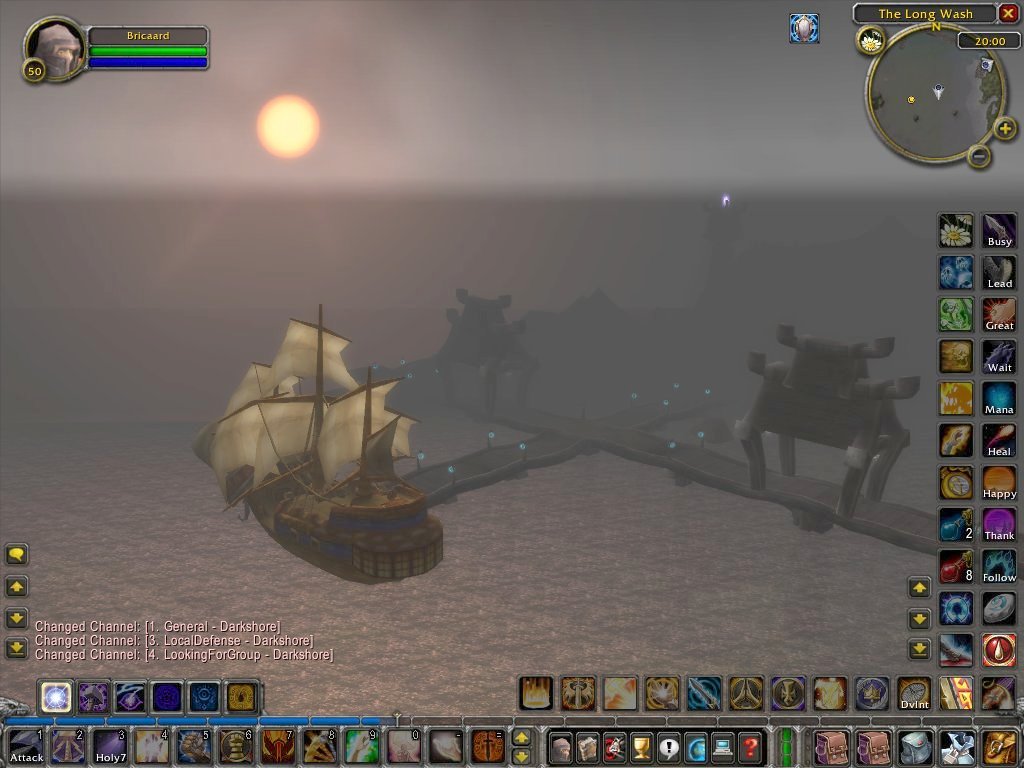 Bricaard
50
The Long Wash
N
20:00
Busy
Lead
Great
Wait
Mana
Heal
Happy
2
Thank
8
Follow
Changed Channel: [1. General - Darkshore]
Changed Channel: [3. LocalDefense - Darkshore]
Changed Channel: [4. LookingForGroup - Darkshore]
DvInt
1 2 3 4 5 6 7 8 9 0 - =
Attack Holy7